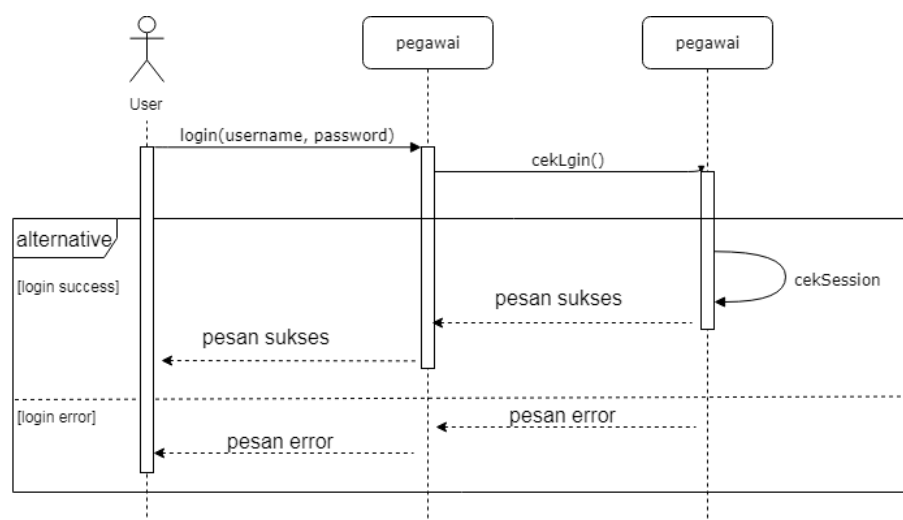 pegawai
pegawai
User
login(username, password)
cekLgin()
alternative
[login success]
cekSession
pesan sukses
pesan sukses
[login error]
pesan error
pesan error